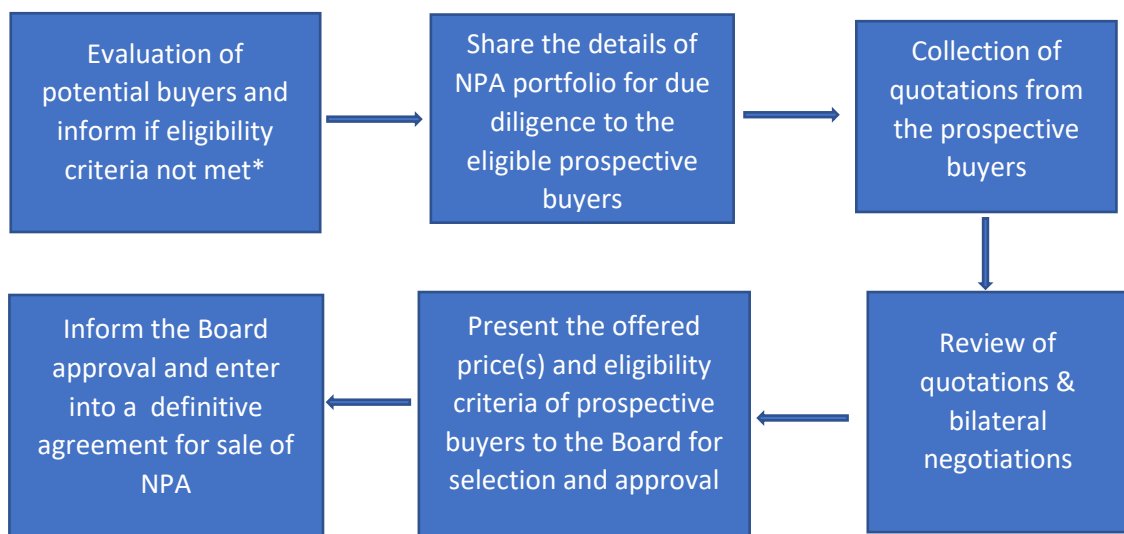 Evaluation of
potential buyers and
inform if eligibility
criteria not met*
Share the details of
NPA portfolio for due
diligence to the
eligible prospective
buyers
Collection of
quotations from
the prospective
buyers
Review of
quotations &
bilateral
negotiations
Present the offered
price(s) and eligibility
criteria of prospective
buyers to the Board for
selection and approval
Inform the Board
approval and enter
into a  definitive
agreement for sale of
NPA